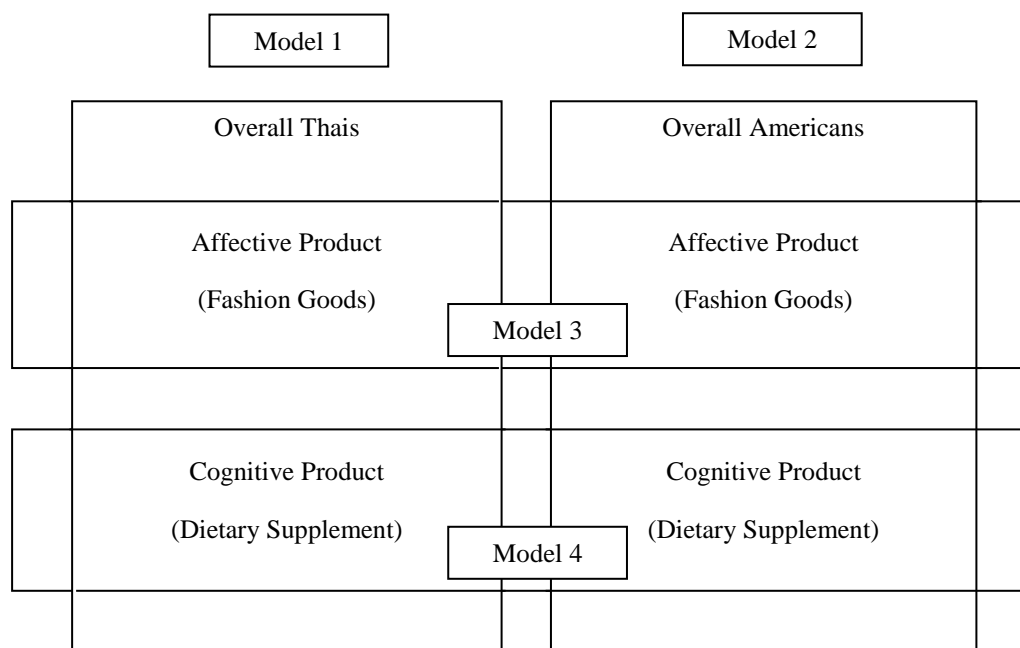 Model 1
Model 2
Overall Thais
Overall Americans
Affective Product
(Fashion Goods)
Affective Product
(Fashion Goods)
Model 3
Cognitive Product
(Dietary Supplement)
Cognitive Product
(Dietary Supplement)
Model 4